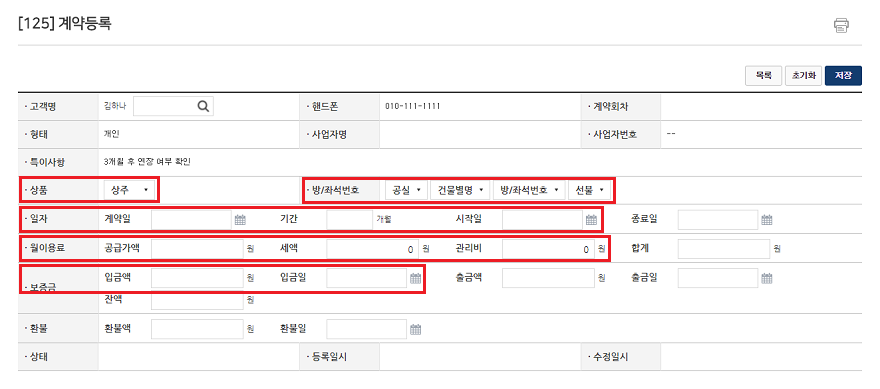 [125] 계약등록
목록 초기화 저장
· 고객명 김하나 · 핸드폰 010-111-1111 · 계약회차
· 형태 개인 · 사업자명 · 사업자번호 --
· 특이사항 3개월 후 연장 여부 확인
· 상품 상주 · 방/좌석번호 공실 건물별명 방/좌석번호 선불
· 일자 계약일 기간 개월 시작일 종료일
· 월이용료 공급가액 원 세액 0 원 관리비 0 원 합계 원
· 보증금 입금액 원 입금일 출금액 원 출금일
잔액 원
· 환불 환불액 원 환불일
· 상태 · 등록일시 · 수정일시